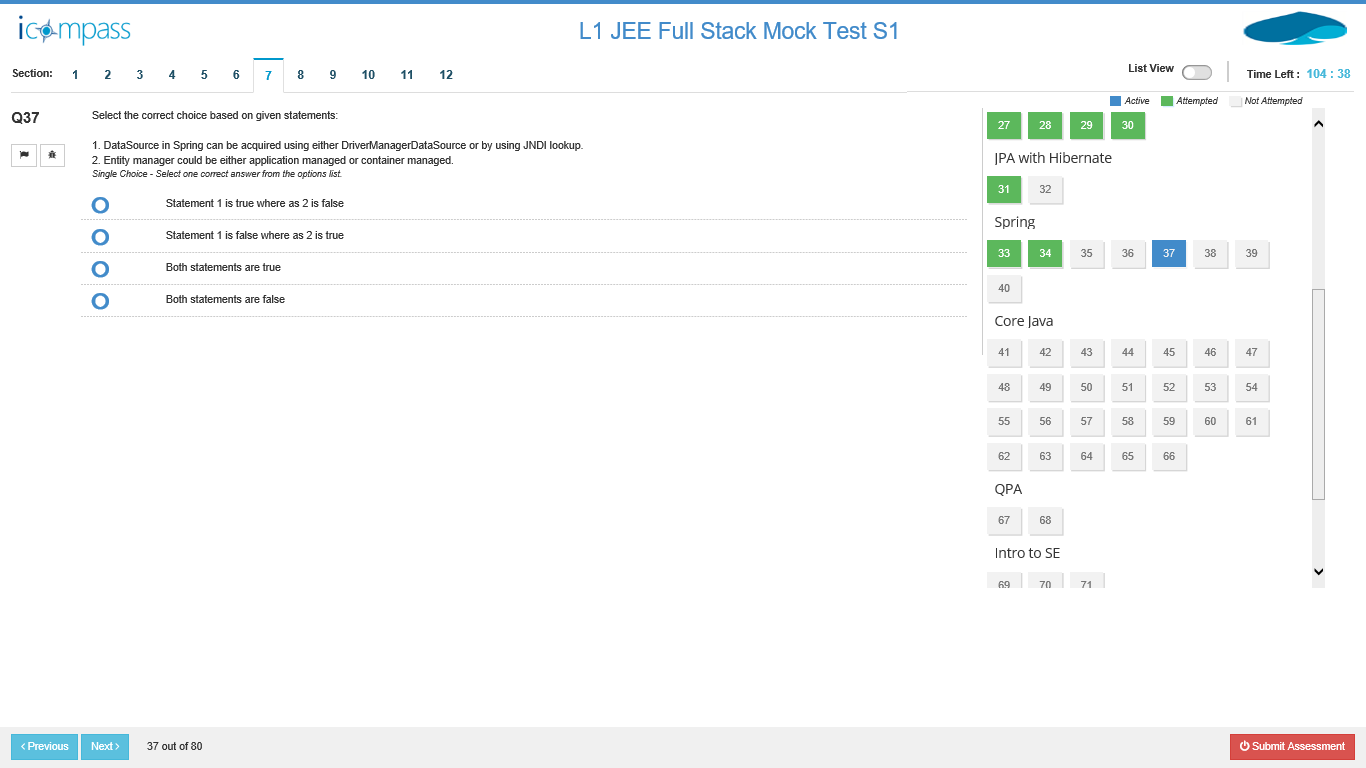 icompass
L1 JEE Full Stack Mock Test S1
Section: 1 2 3 4 5 6 7 8 9 10 11 12
List View
Time Left : 104 : 38
Active Attempted Not Attempted
Q37
Select the correct choice based on given statements:
1. DataSource in Spring can be acquired using either DriverManagerDataSource or by using JNDI lookup.
2. Entity manager could be either application managed or container managed.
Single Choice - Select one correct answer from the options list.
Statement 1 is true where as 2 is false
Statement 1 is false where as 2 is true
Both statements are true
Both statements are false
27 28 29 30
JPA with Hibernate
31 32
Spring
33 34 35 36 37 38 39
40
Core Java
41 42 43 44 45 46 47
48 49 50 51 52 53 54
55 56 57 58 59 60 61
62 63 64 65 66
QPA
67 68
Intro to SE
69 70 71
‹ Previous Next › 37 out of 80
Submit Assessment